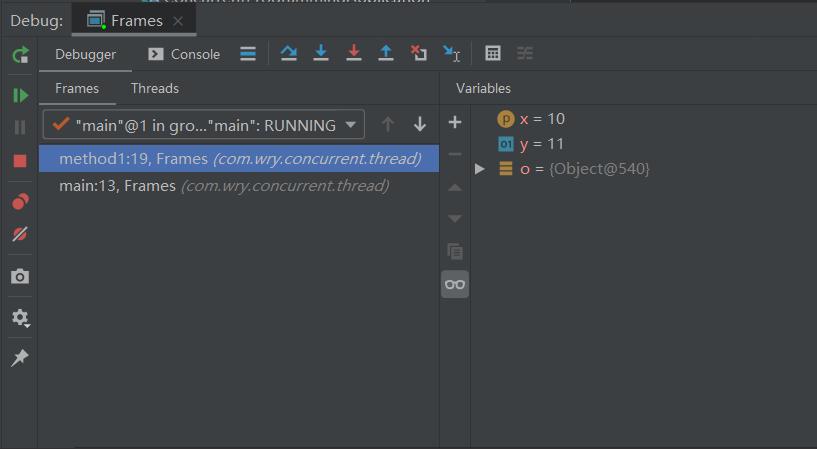 Debug: Frames
Debugger Console
Frames Threads Variables
"main"@1 in gro..."main": RUNNING
method1:19, Frames (com.wry.concurrent.thread)
main:13, Frames (com.wry.concurrent.thread)
p x = 10
01 y = 11
o = {Object@540}